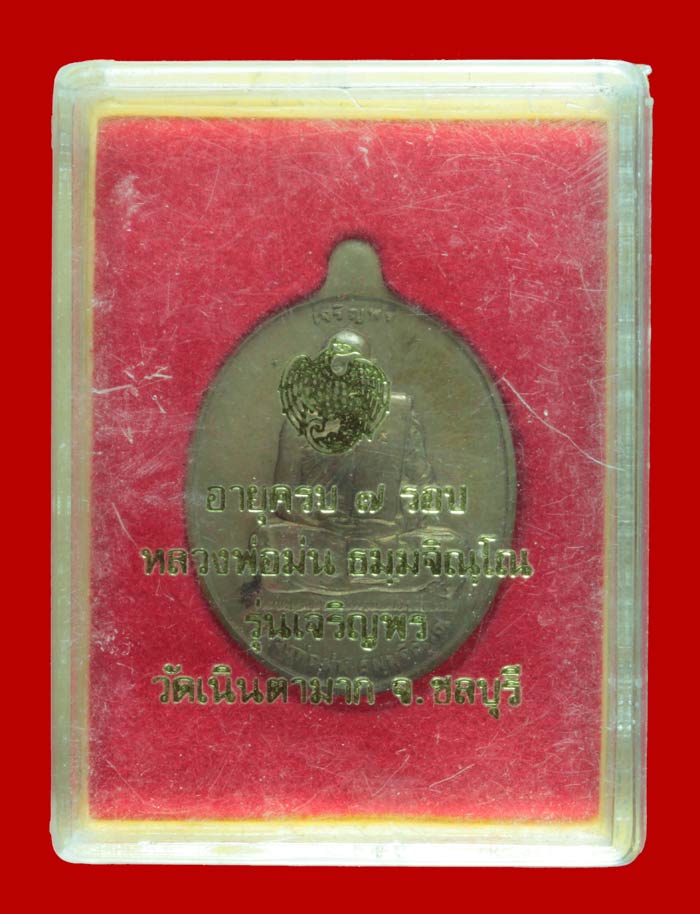 เจริญพร
อายุครบ ๗ รอบ
หลวงพ่อม่น ธมฺมจิณฺโณ
รุ่นเจริญพร
วัดเนินตามาก จ.ชลบุรี